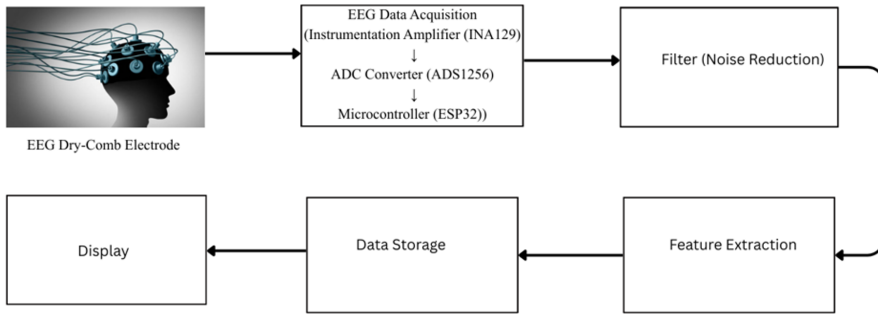 EEG Data Acquisition
(Instrumentation Amplifier (INA129)
↓
ADC Converter (ADS1256)
↓
Microcontroller (ESP32))
Filter (Noise Reduction)
EEG Dry-Comb Electrode
Display
Data Storage
Feature Extraction